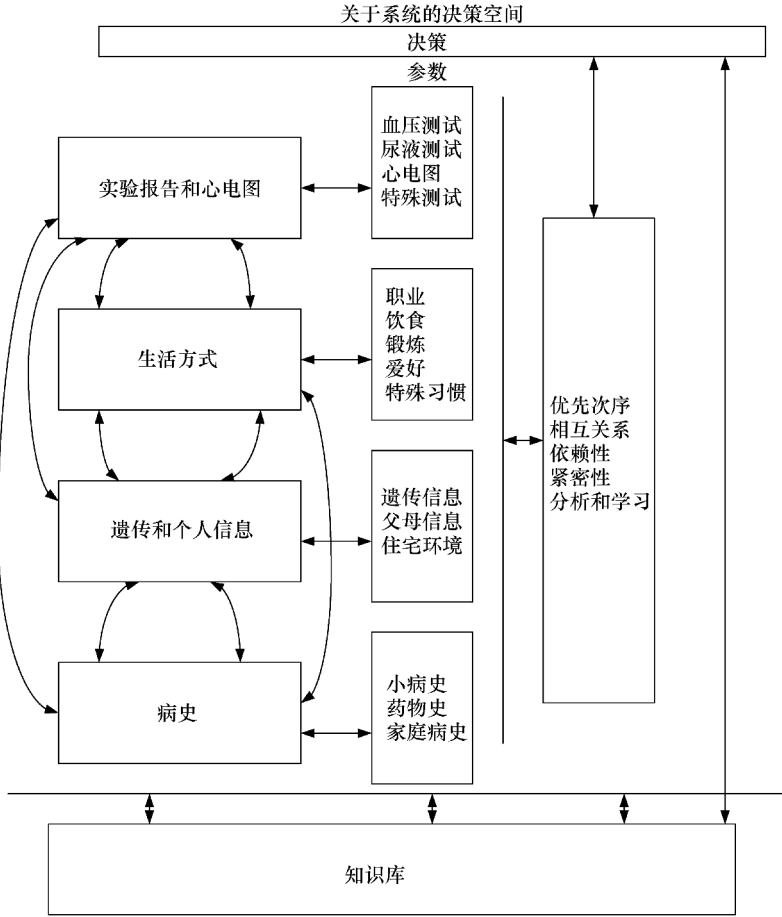 关于系统的决策空间
决策
参数
实验报告和心电图
血压测试
尿液测试
心电图
特殊测试
生活方式
职业
饮食
锻炼
爱好
特殊习惯
遗传和个人信息
遗传信息
父母信息
住宅环境
病史
小病史
药物史
家庭病史
优先次序
相互关系
依赖性
紧密性
分析和学习
知识库